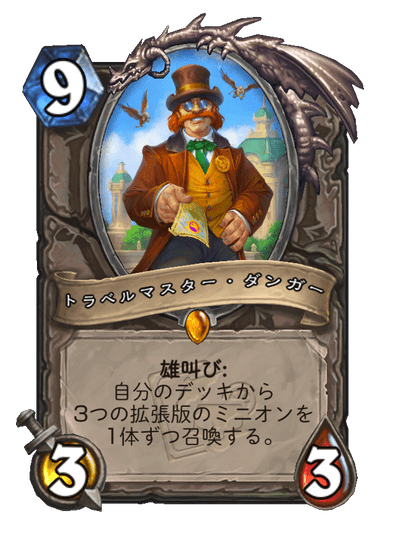 9
トラベルマスター・ダンガー
雄叫び:
自分のデッキから
3つの拡張版のミニオンを
1体ずつ召喚する。
3
3